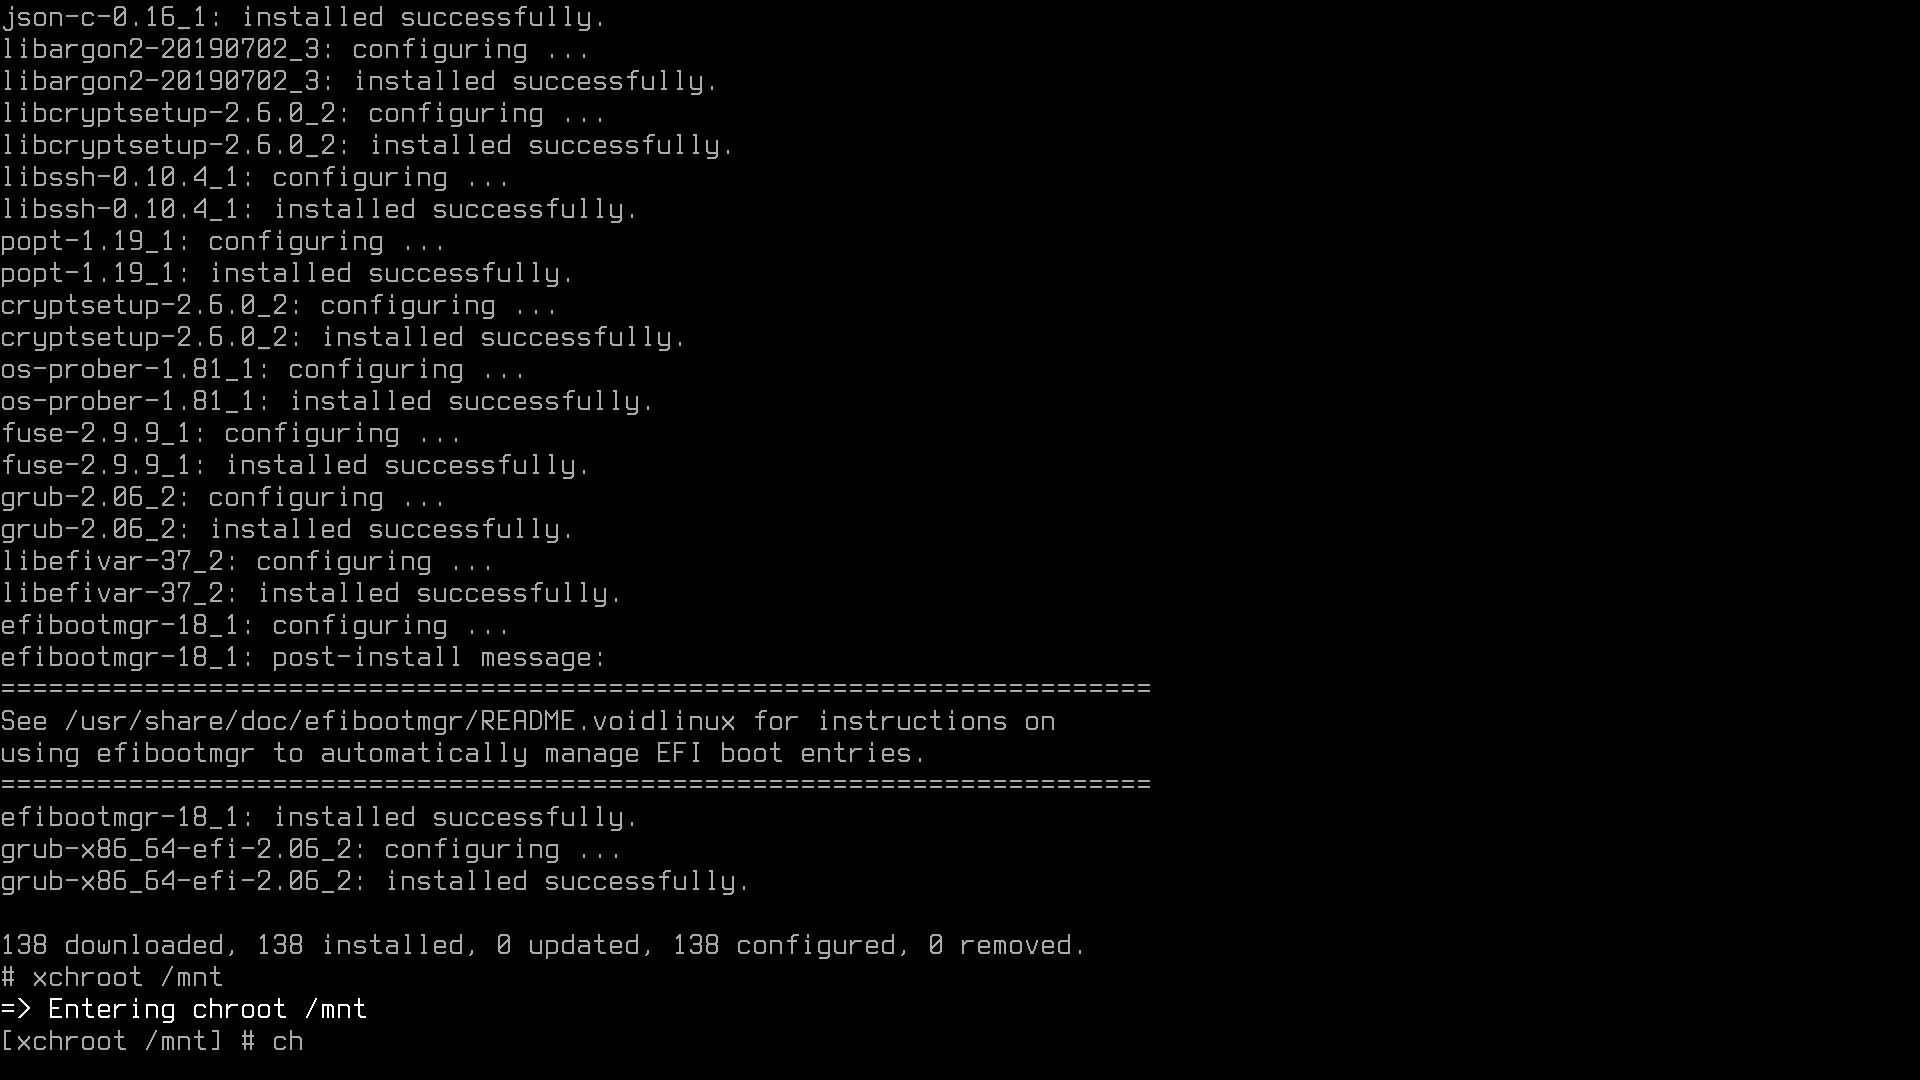 json-c-0.16_1: installed successfully.
libargon2-20190702_3: configuring ...
libargon2-20190702_3: installed successfully.
libcryptsetup-2.6.0_2: configuring ...
libcryptsetup-2.6.0_2: installed successfully.
libssh-0.10.4_1: configuring ...
libssh-0.10.4_1: installed successfully.
popt-1.19_1: configuring ...
popt-1.19_1: installed successfully.
cryptsetup-2.6.0_2: configuring ...
cryptsetup-2.6.0_2: installed successfully.
os-prober-1.81_1: configuring ...
os-prober-1.81_1: installed successfully.
fuse-2.9.9_1: configuring ...
fuse-2.9.9_1: installed successfully.
grub-2.06_2: configuring ...
grub-2.06_2: installed successfully.
libefivar-37_2: configuring ...
libefivar-37_2: installed successfully.
efibootmgr-18_1: configuring ...
efibootmgr-18_1: post-install message:
========================================================================
See /usr/share/doc/efibootmgr/README.voidlinux for instructions on
using efibootmgr to automatically manage EFI boot entries.
========================================================================
efibootmgr-18_1: installed successfully.
grub-x86_64-efi-2.06_2: configuring ...
grub-x86_64-efi-2.06_2: installed successfully.
138 downloaded, 138 installed, 0 updated, 138 configured, 0 removed.
# xchroot /mnt
=> Entering chroot /mnt
[xchroot /mnt] # ch